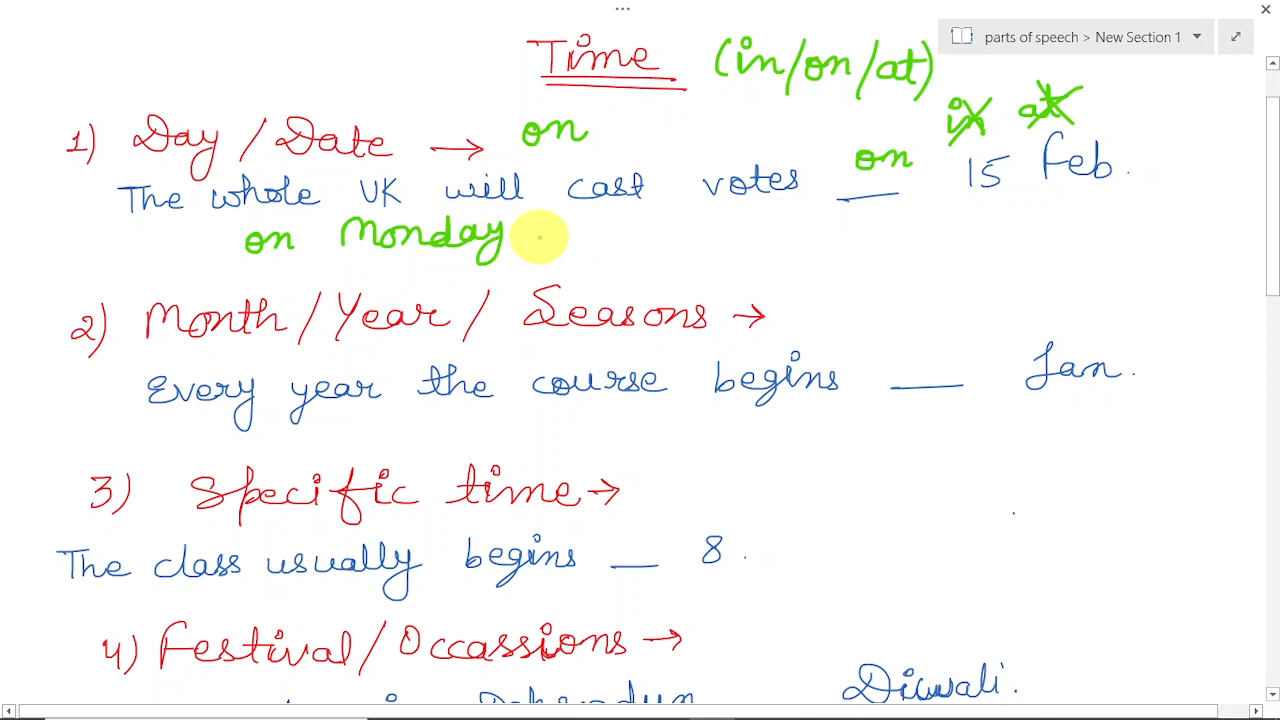 ...
parts of speech > New Section 1
Time (in/on/at)
in at
1) Day / Date → on
The whole UK will cast votes on 15 Feb.
on Monday
2) Month / Year / Seasons →
Every year the course begins __ Jan.
3) Specific time →
The class usually begins __ 8.
4) Festival / Occassions →
Diwali.